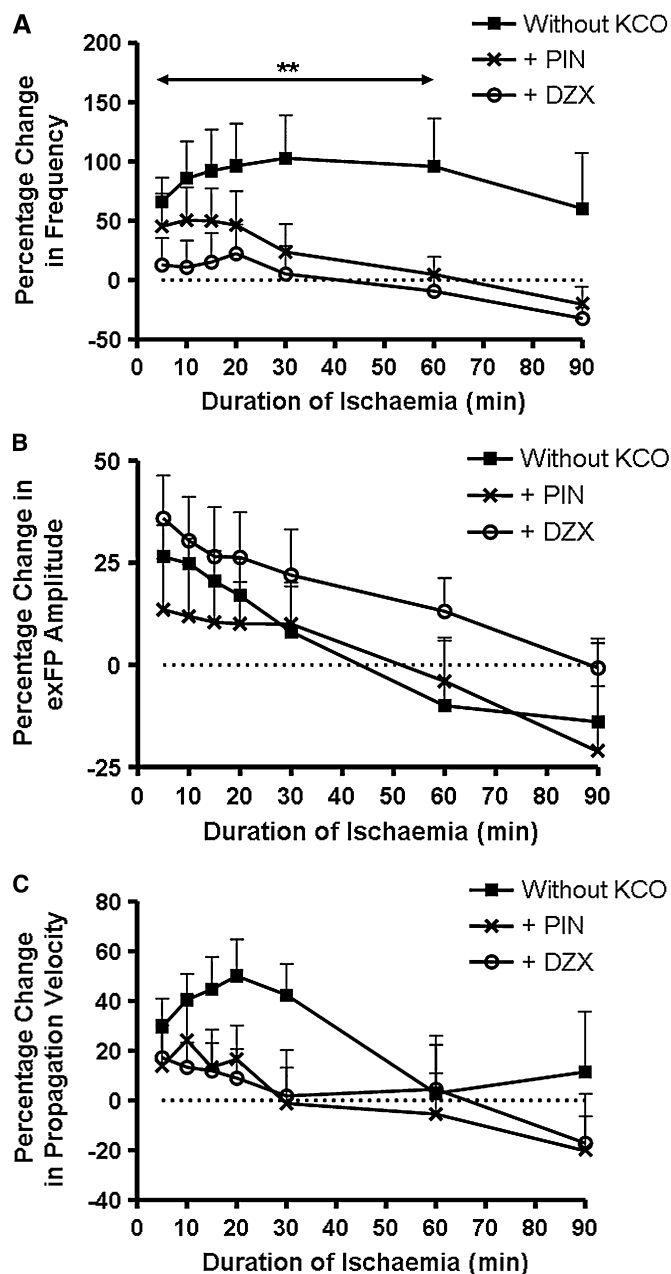 A
Without KCO
+ PIN
+ DZX
**
Percentage Change
in Frequency
200
150
100
50
0
-50
0 10 20 30 40 50 60 70 80 90
Duration of Ischaemia (min)
B
Without KCO
+ PIN
+ DZX
Percentage Change in
exFP Amplitude
50
25
0
-25
0 10 20 30 40 50 60 70 80 90
Duration of Ischaemia (min)
C
Without KCO
+ PIN
+ DZX
Percentage Change
in Propagation Velocity
80
60
40
20
0
-20
-40
0 10 20 30 40 50 60 70 80 90
Duration of Ischaemia (min)